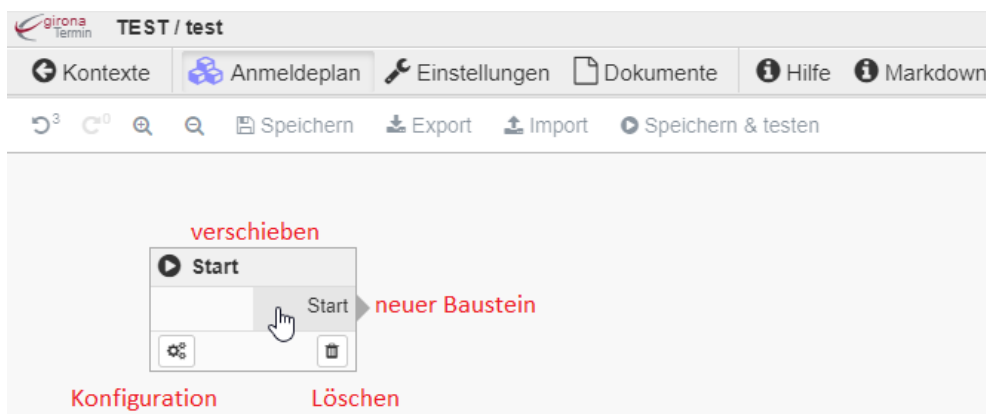 girona
Termin TEST / test
Kontexte Anmeldeplan Einstellungen Dokumente Hilfe Markdown
3 0 Speichern Export Import Speichern & testen
verschieben
Start
Start neuer Baustein
Konfiguration Löschen